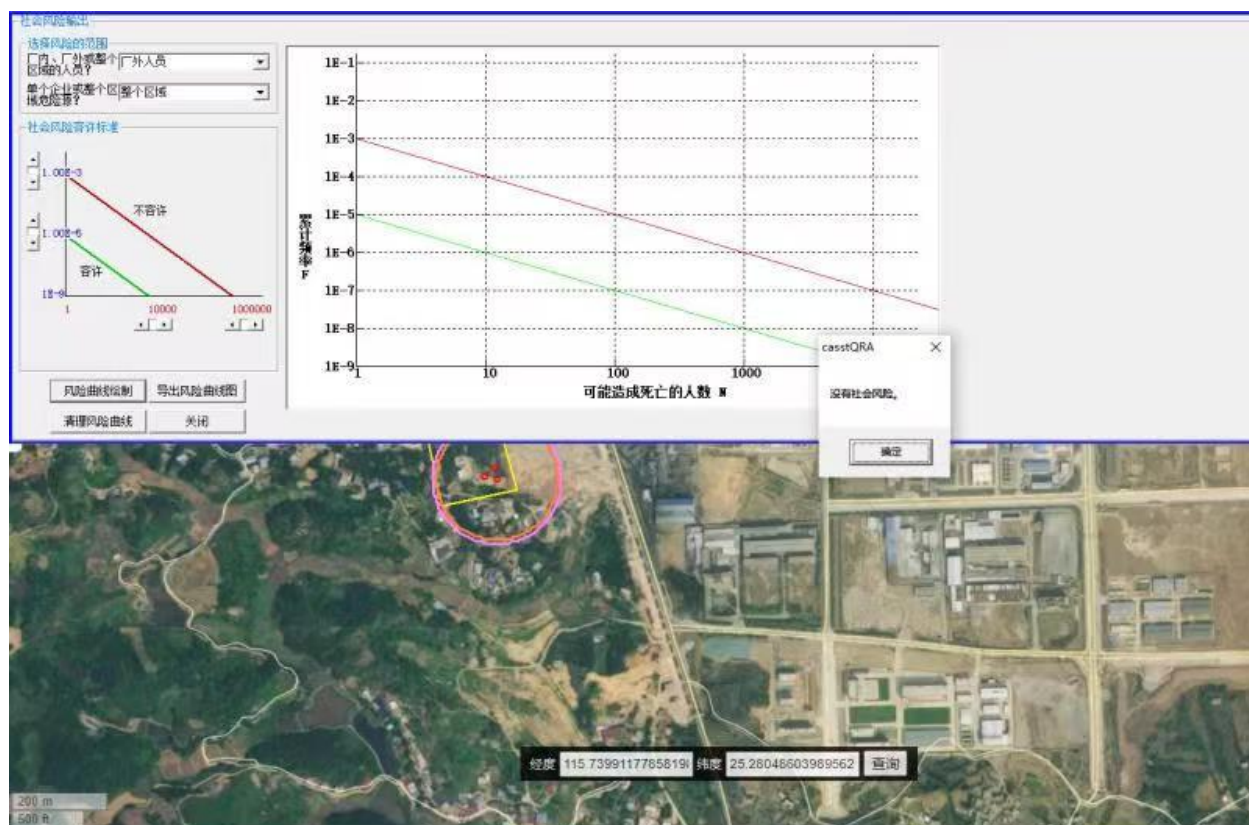 社会风险输出
选择风险的范围
厂内、厂外或整个区域的人员?
厂外人员
单个企业或整个区域危险源?
整个区域
社会风险容许标准
1.00E-3
不容许
1.00E-5
容许
1E-9
1
10000
1000000
风险曲线绘制
导出风险曲线图
清理风险曲线
关闭
1E-1
1E-2
1E-3
1E-4
1E-5
1E-6
1E-7
1E-8
1E-9
累计频率 F
1
10
100
1000
可能造成死亡的人数 N
casstQRA
没有社会风险。
确定
经度 115.7399117785819 纬度 25.28048603989562 查询
200 m
500 ft